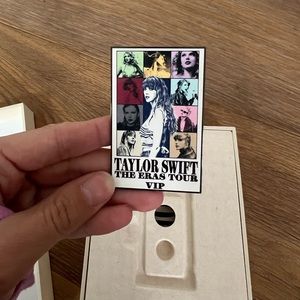 TAYLOR SWIFT
THE ERAS TOUR
VIP